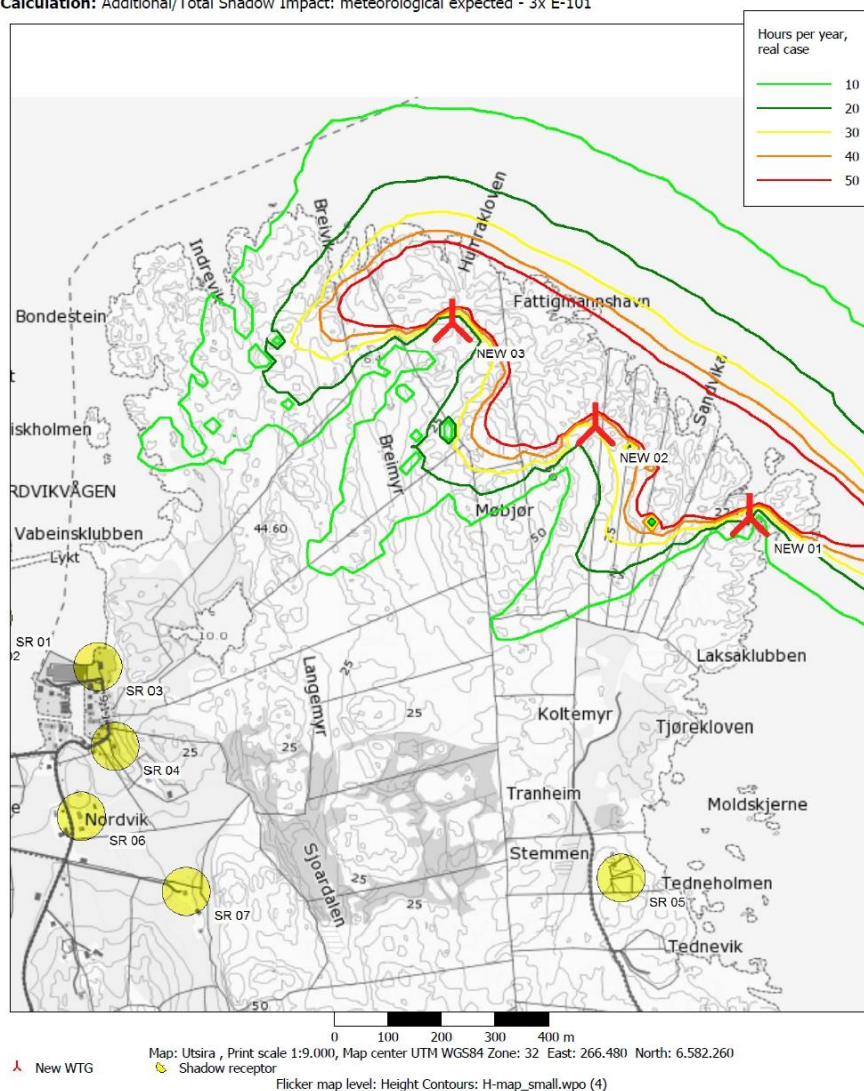 Calculation: Additional/Total Shadow Impact: meteorological expected - 3x E-101
Hours per year,
real case
10
20
30
40
50
Hurrakloven
Breivik
Indrevik
Fattigmannshavn
Bondestein
NEW 03
Sandvika
iskholmen
NEW 02
Breimyr
RDVIKVÅGEN
Møbjør
Vabeinsklubben
44.60
50
NEW 01
Lykt
10.0
SR 01
Laksaklubben
SR 03
Langemyr
25
25
Koltemyr
Tjørekloven
SR 04
25
25
Tranheim
Moldskjerne
Nordvik
SR 06
Stemmen
Sjoardalen
25
Tedneholmen
SR 05
SR 07
25
Tednevik
50
0 100 200 300 400 m
Map: Utsira , Print scale 1:9.000, Map center UTM WGS84 Zone: 32 East: 266.480 North: 6.582.260
New WTG Shadow receptor
Flicker map level: Height Contours: H-map_small.wpo (4)